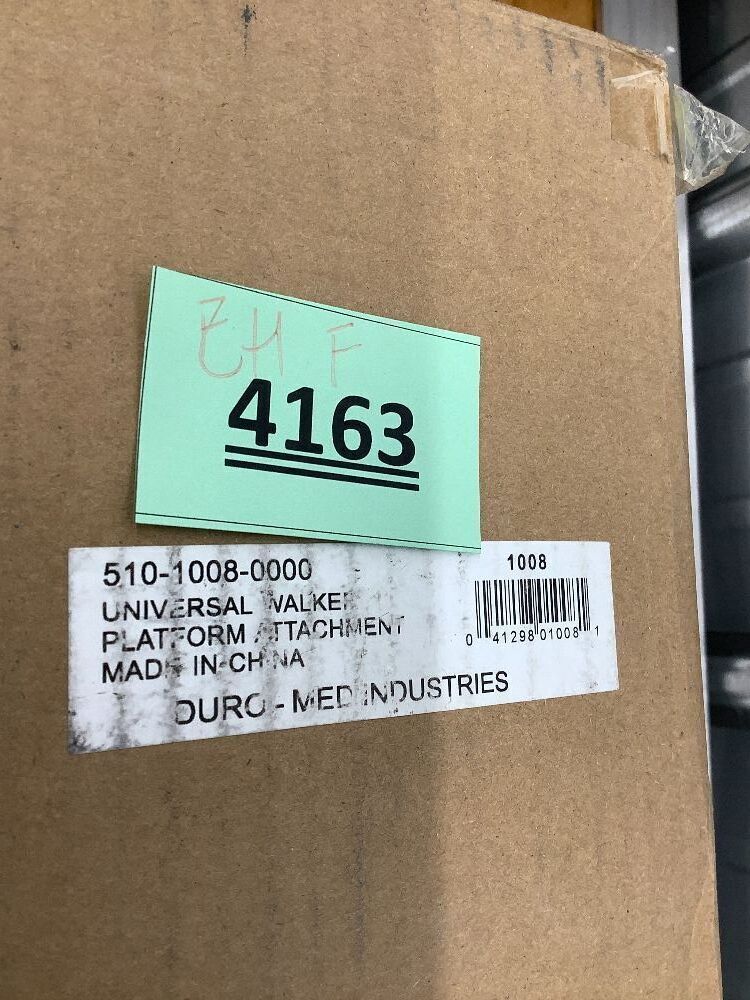 EH F
4163
510-1008-0000
UNIVERSAL WALKER
PLATFORM ATTACHMENT
MADE IN CHINA
DURO - MED INDUSTRIES
1008
0 41298 01008 1